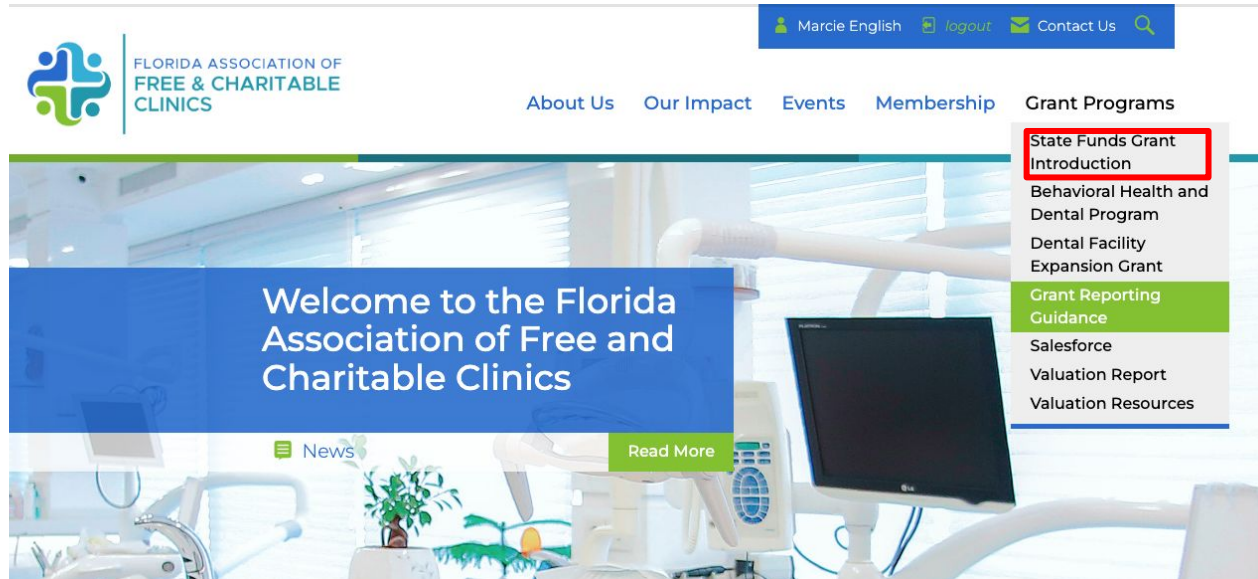 Marcie English logout Contact Us
FLORIDA ASSOCIATION OF
FREE & CHARITABLE
CLINICS
About Us Our Impact Events Membership Grant Programs
State Funds Grant
Introduction
Behavioral Health and
Dental Program
Dental Facility
Expansion Grant
Grant Reporting
Guidance
Salesforce
Valuation Report
Valuation Resources
Welcome to the Florida
Association of Free and
Charitable Clinics
News
Read More
LG